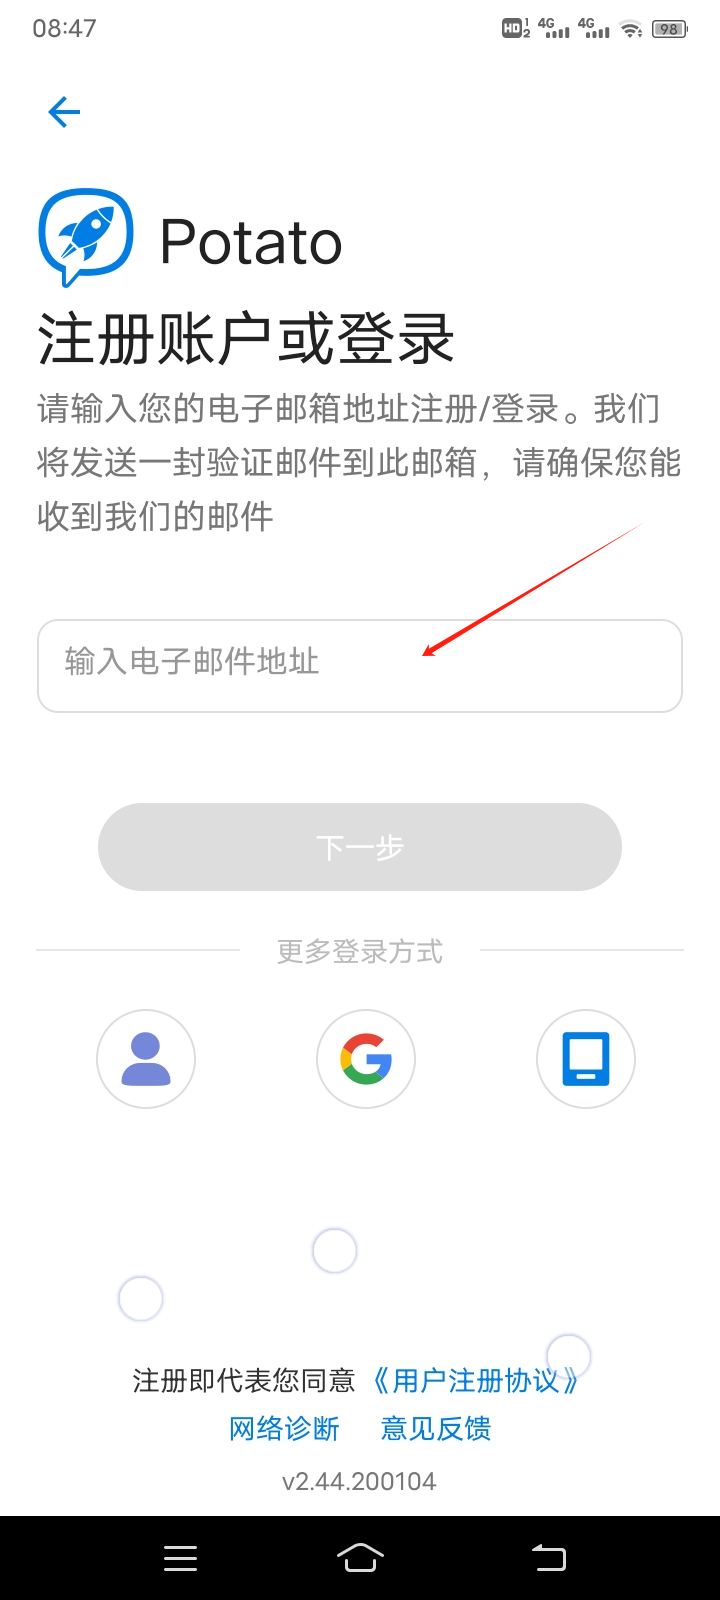 08:47
HD 1 2 4G 4G 98
Potato
注册账户或登录
请输入您的电子邮箱地址注册/登录。我们
将发送一封验证邮件到此邮箱，请确保您能
收到我们的邮件
输入电子邮件地址
下一步
更多登录方式
注册即代表您同意《用户注册协议》
网络诊断 意见反馈
v2.44.200104